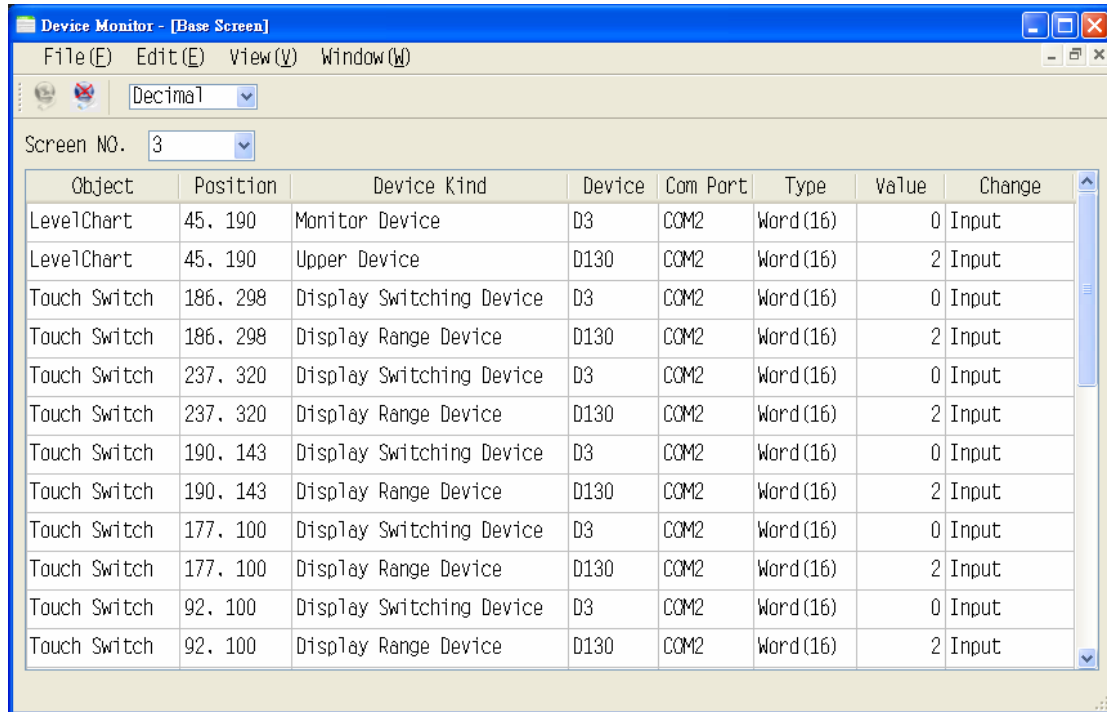 Device Monitor - [Base Screen]
File(F) Edit(E) View(V) Window(W)
Decimal
Screen NO. 3
Object Position Device Kind Device Com Port Type Value Change
LevelChart 45. 190 Monitor Device D3 COM2 Word(16) 0 Input
LevelChart 45. 190 Upper Device D130 COM2 Word(16) 2 Input
Touch Switch 186. 298 Display Switching Device D3 COM2 Word(16) 0 Input
Touch Switch 186. 298 Display Range Device D130 COM2 Word(16) 2 Input
Touch Switch 237. 320 Display Switching Device D3 COM2 Word(16) 0 Input
Touch Switch 237. 320 Display Range Device D130 COM2 Word(16) 2 Input
Touch Switch 190. 143 Display Switching Device D3 COM2 Word(16) 0 Input
Touch Switch 190. 143 Display Range Device D130 COM2 Word(16) 2 Input
Touch Switch 177. 100 Display Switching Device D3 COM2 Word(16) 0 Input
Touch Switch 177. 100 Display Range Device D130 COM2 Word(16) 2 Input
Touch Switch 92. 100 Display Switching Device D3 COM2 Word(16) 0 Input
Touch Switch 92. 100 Display Range Device D130 COM2 Word(16) 2 Input